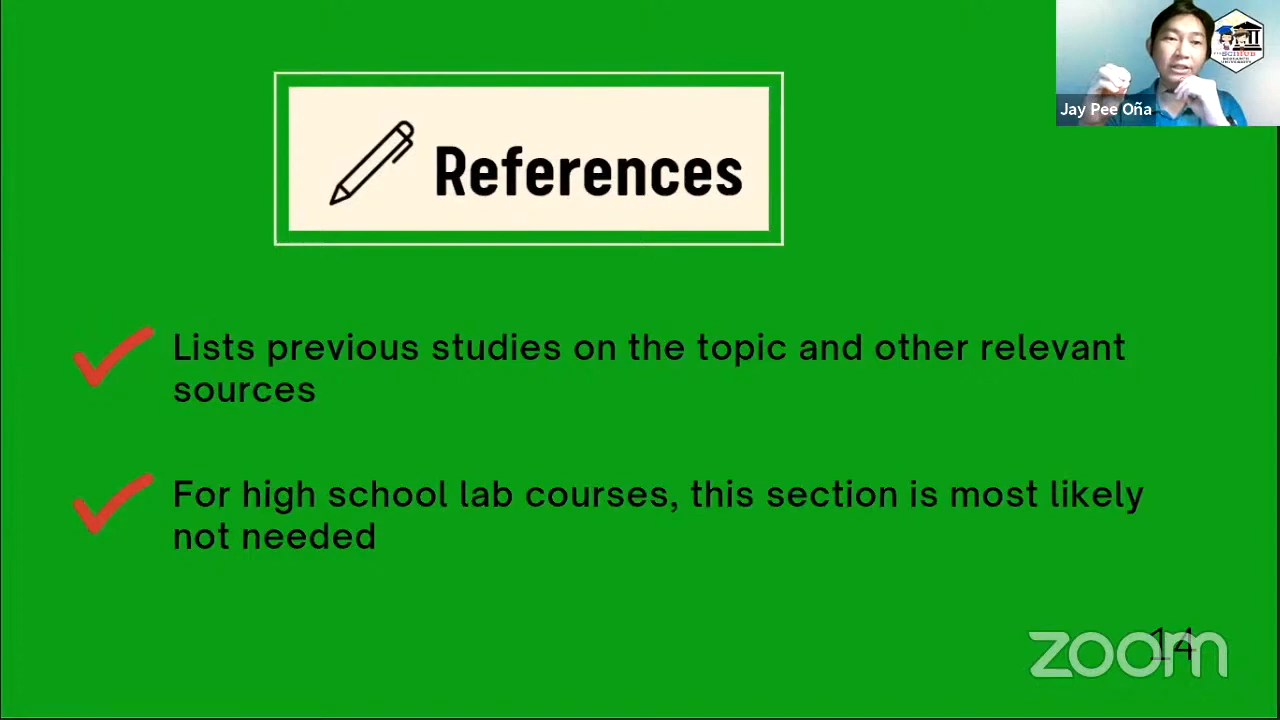 Jay Pee Oña
References
Lists previous studies on the topic and other relevant
sources
For high school lab courses, this section is most likely
not needed
14
zoom